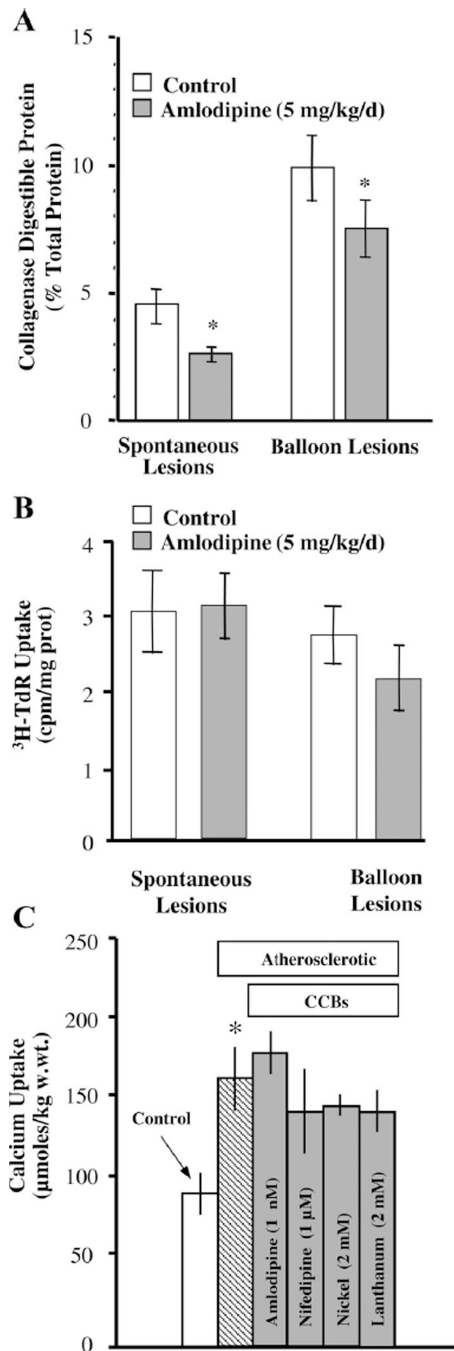 A
15
Control
Amlodipine (5 mg/kg/d)
Collagenase Digestible Protein
(% Total Protein)
10
*
5
*
0
Spontaneous
Lesions
Balloon Lesions
B
Control
Amlodipine (5 mg/kg/d)
4
3
³H-TdR Uptake
(cpm/mg prot)
2
1
0
Spontaneous
Lesions
Balloon
Lesions
C
250
Atherosclerotic
CCBs
200
*
Calcium Uptake
(µmoles/kg w.wt.)
150
Control
100
50
0
Amlodipine (1 nM)
Nifedipine (1 µM)
Nickel (2 mM)
Lanthanum (2 mM)